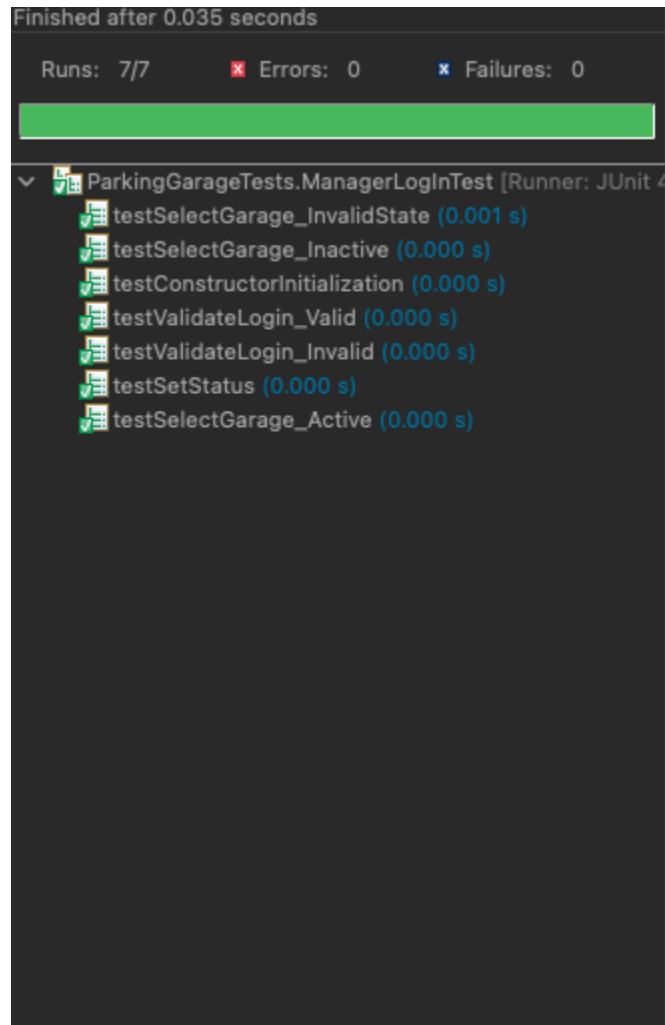 Finished after 0.035 seconds
Runs: 7/7 Errors: 0 Failures: 0
ParkingGarageTests.ManagerLogInTest [Runner: JUnit 4
testSelectGarage_InvalidState (0.001 s)
testSelectGarage_Inactive (0.000 s)
testConstructorInitialization (0.000 s)
testValidateLogin_Valid (0.000 s)
testValidateLogin_Invalid (0.000 s)
testSetStatus (0.000 s)
testSelectGarage_Active (0.000 s)